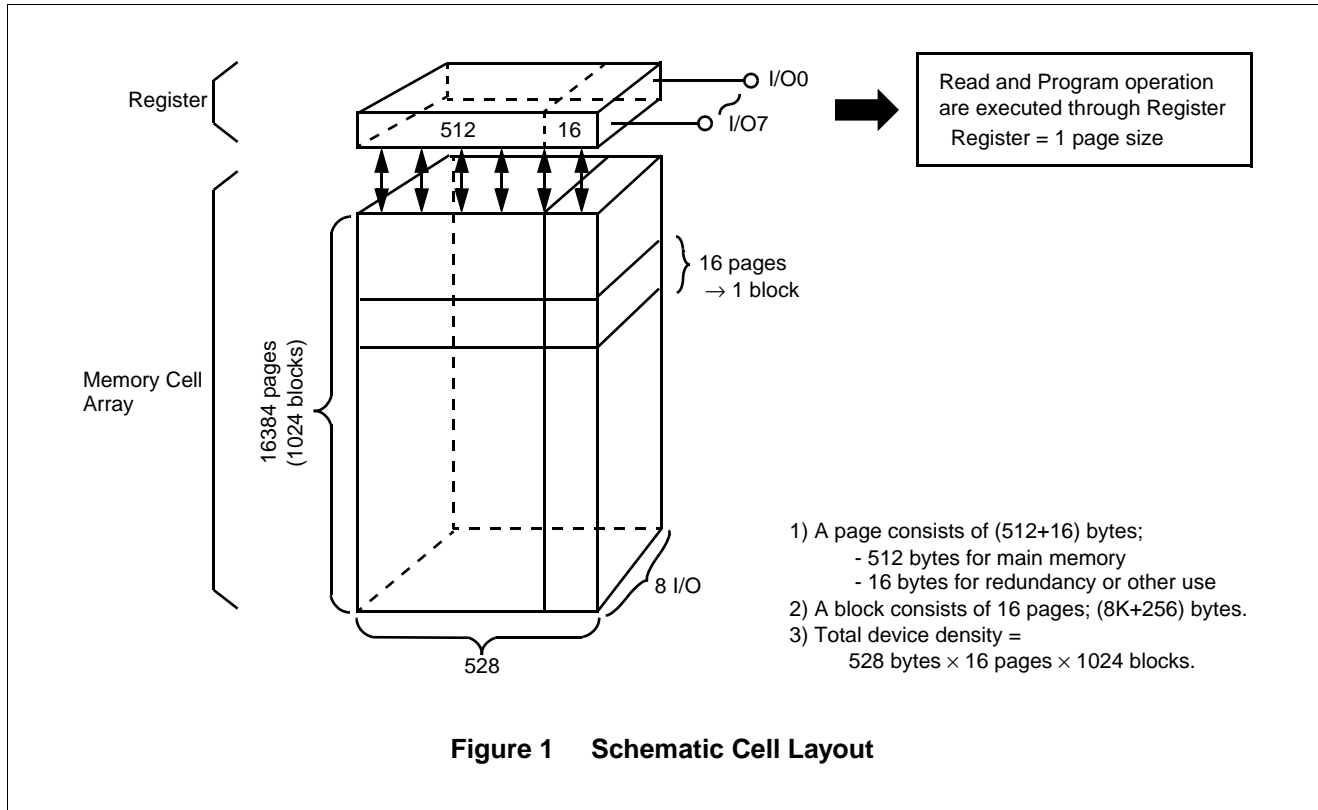 Register
512
16
I/O0
I/O7
Read and Program operation
are executed through Register
Register = 1 page size
Memory Cell
Array
16384 pages
(1024 blocks)
16 pages
→ 1 block
8 I/O
528
1) A page consists of (512+16) bytes;
- 512 bytes for main memory
- 16 bytes for redundancy or other use
2) A block consists of 16 pages; (8K+256) bytes.
3) Total device density =
528 bytes × 16 pages × 1024 blocks.
Figure 1 Schematic Cell Layout